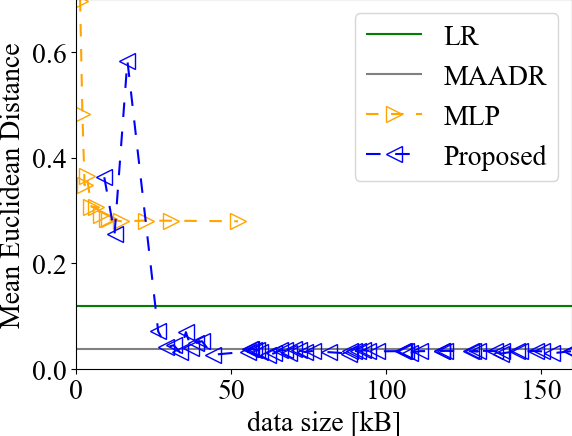 Mean Euclidean Distance
0.6
0.4
0.2
0.0
0
50
100
150
data size [kB]
LR
MAADR
MLP
Proposed